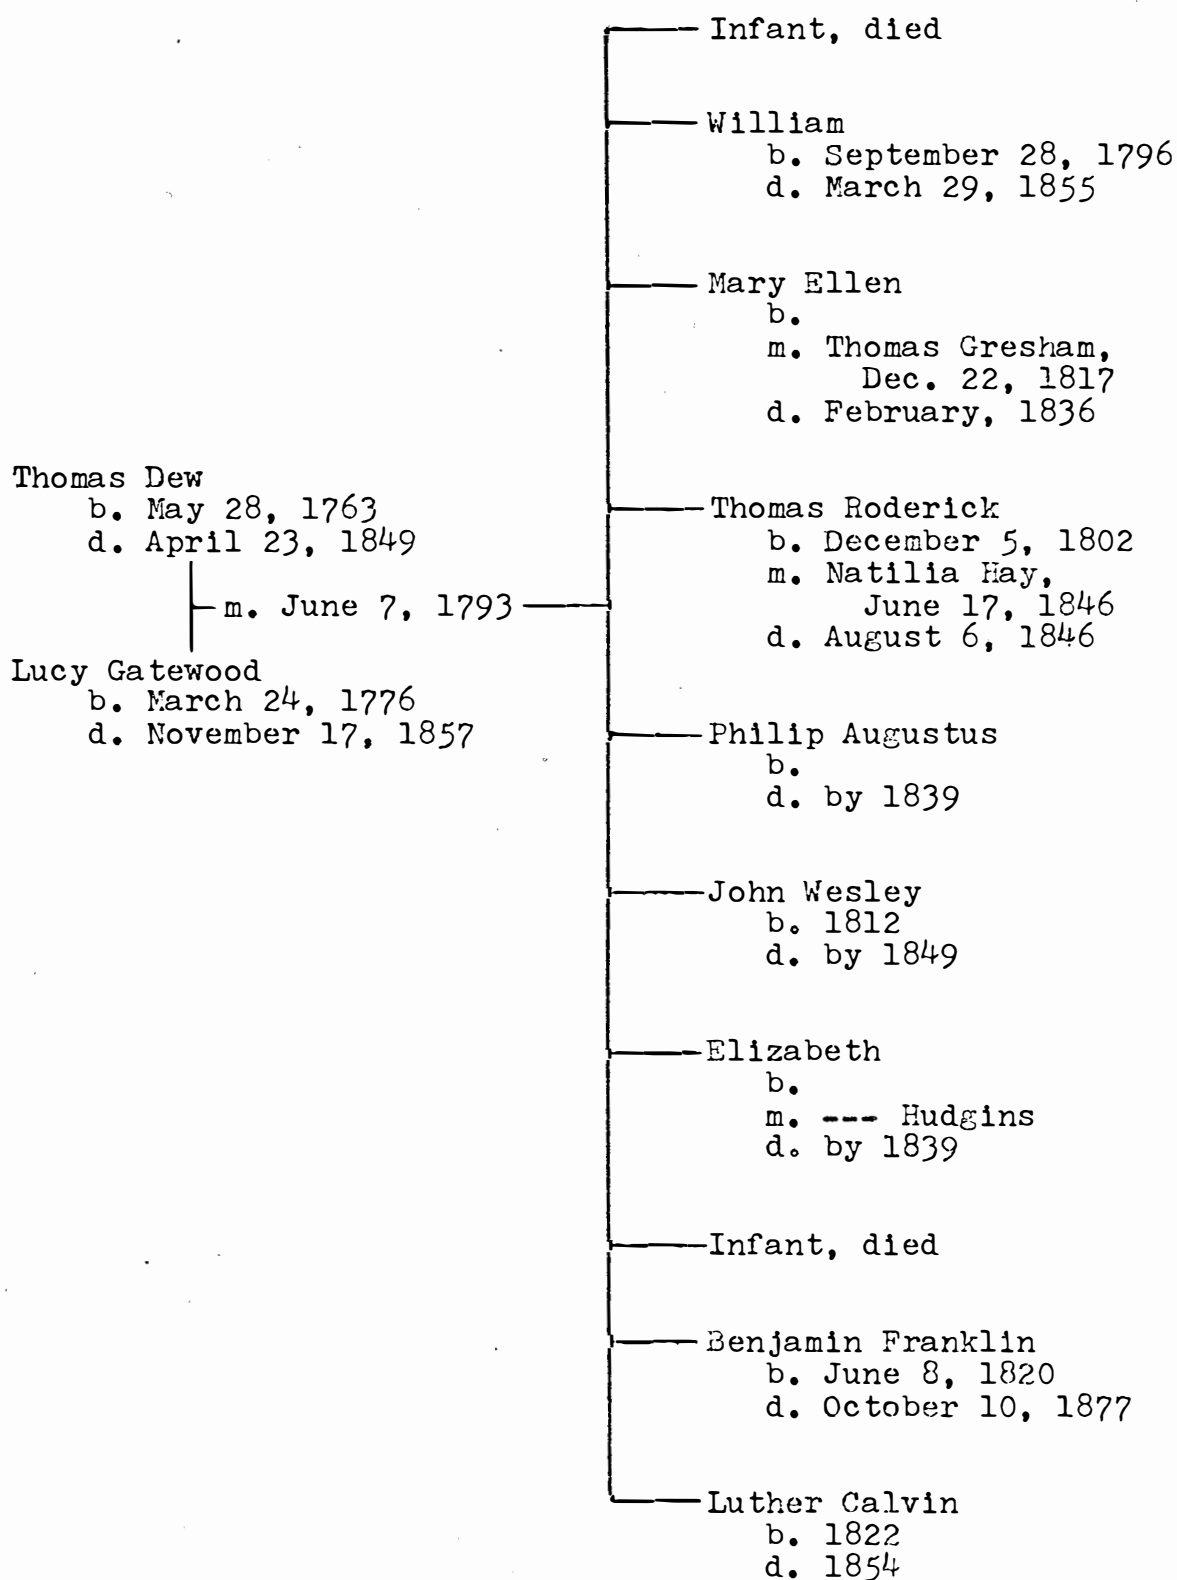 Thomas Dew
b. May 28, 1763
d. April 23, 1849
m. June 7, 1793
Lucy Gatewood
b. March 24, 1776
d. November 17, 1857
Infant, died
William
b. September 28, 1796
d. March 29, 1855
Mary Ellen
b.
m. Thomas Gresham,
Dec. 22, 1817
d. February, 1836
Thomas Roderick
b. December 5, 1802
m. Natilia Hay,
June 17, 1846
d. August 6, 1846
Philip Augustus
b.
d. by 1839
John Wesley
b. 1812
d. by 1849
Elizabeth
b.
m. --- Hudgins
d. by 1839
Infant, died
Benjamin Franklin
b. June 8, 1820
d. October 10, 1877
Luther Calvin
b. 1822
d. 1854